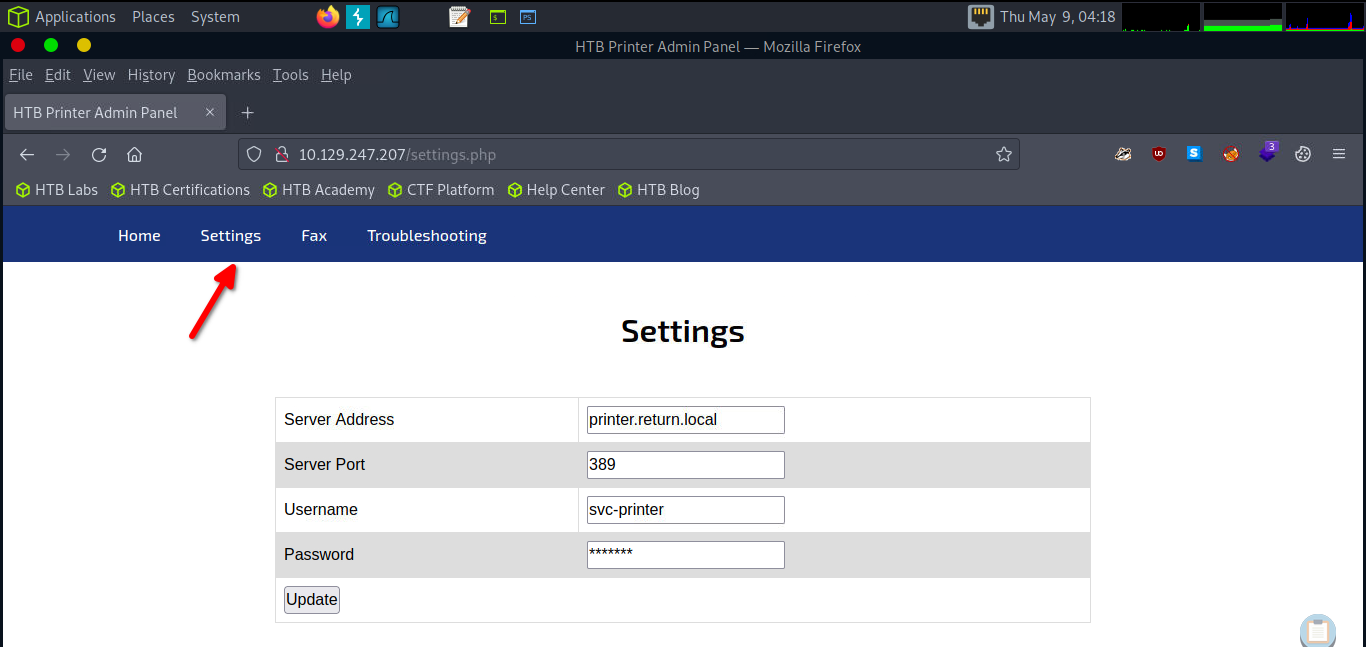 Applications Places System Thu May 9, 04:18
HTB Printer Admin Panel — Mozilla Firefox
File Edit View History Bookmarks Tools Help
HTB Printer Admin Panel × +
10.129.247.207/settings.php UD S 3
HTB Labs HTB Certifications HTB Academy CTF Platform Help Center HTB Blog
Home Settings Fax Troubleshooting
Settings
Server Address printer.return.local
Server Port 389
Username svc-printer
Password *******
Update